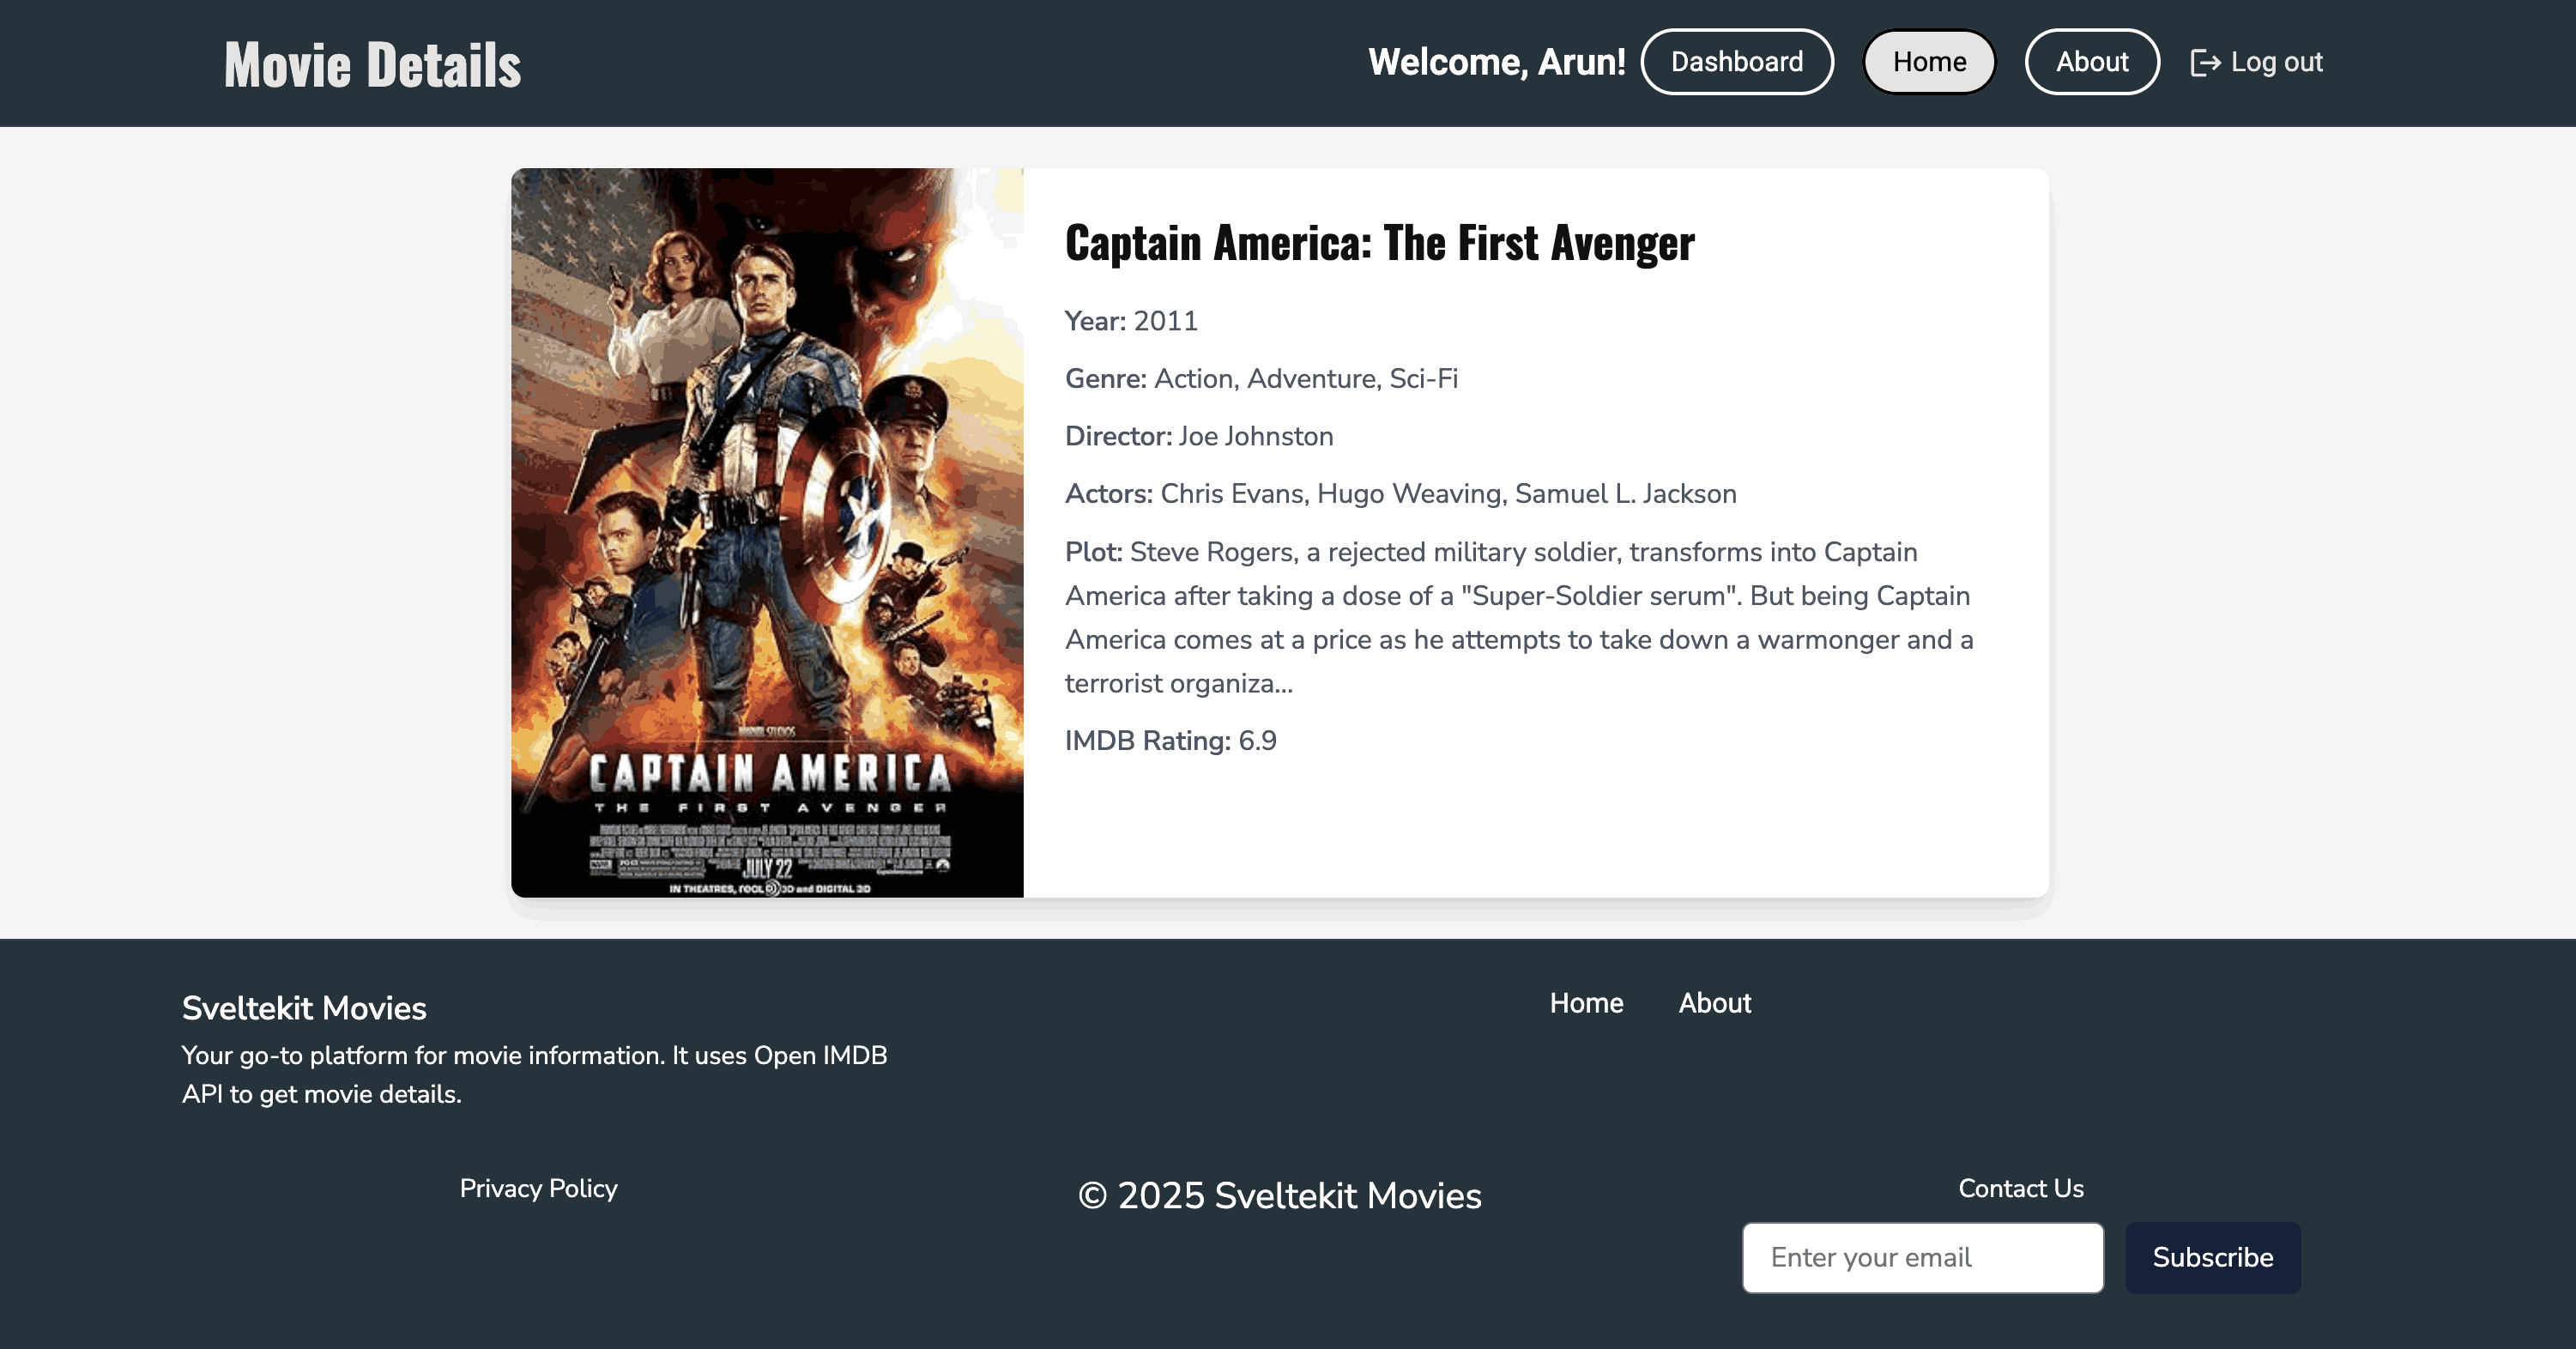 Movie Details
Welcome, Arun!
Dashboard
Home
About
Log out
Captain America: The First Avenger
Year: 2011
Genre: Action, Adventure, Sci-Fi
Director: Joe Johnston
Actors: Chris Evans, Hugo Weaving, Samuel L. Jackson
Plot: Steve Rogers, a rejected military soldier, transforms into Captain
America after taking a dose of a "Super-Soldier serum". But being Captain
America comes at a price as he attempts to take down a warmonger and a
terrorist organiza...
IMDB Rating: 6.9
MARVEL STUDIOS
CAPTAIN AMERICA
THE FIRST AVENGER
JULY 22
IN THEATRES, 3D and DIGITAL 3D
Sveltekit Movies
Your go-to platform for movie information. It uses Open IMDB
API to get movie details.
Home
About
Privacy Policy
© 2025 Sveltekit Movies
Contact Us
Enter your email
Subscribe